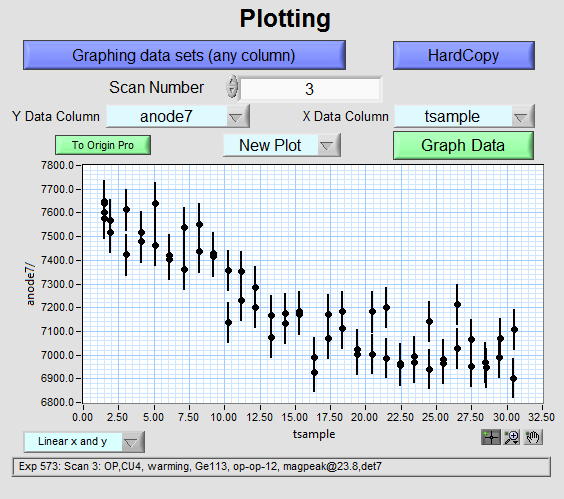 Plotting
Graphing data sets (any column) HardCopy
Scan Number 3
Y Data Column anode7 X Data Column tsample
To Origin Pro New Plot Graph Data
7800.0
7700.0
7600.0
7500.0
7400.0
7300.0
7200.0
7100.0
7000.0
6900.0
6800.0
anode7/
0.00 2.50 5.00 7.50 10.00 12.50 15.00 17.50 20.00 22.50 25.00 27.50 30.00 32.50
tsample
Linear x and y
Exp 573: Scan 3: OP,CU4, warming, Ge113, op-op-12, magpeak@23.8,det7